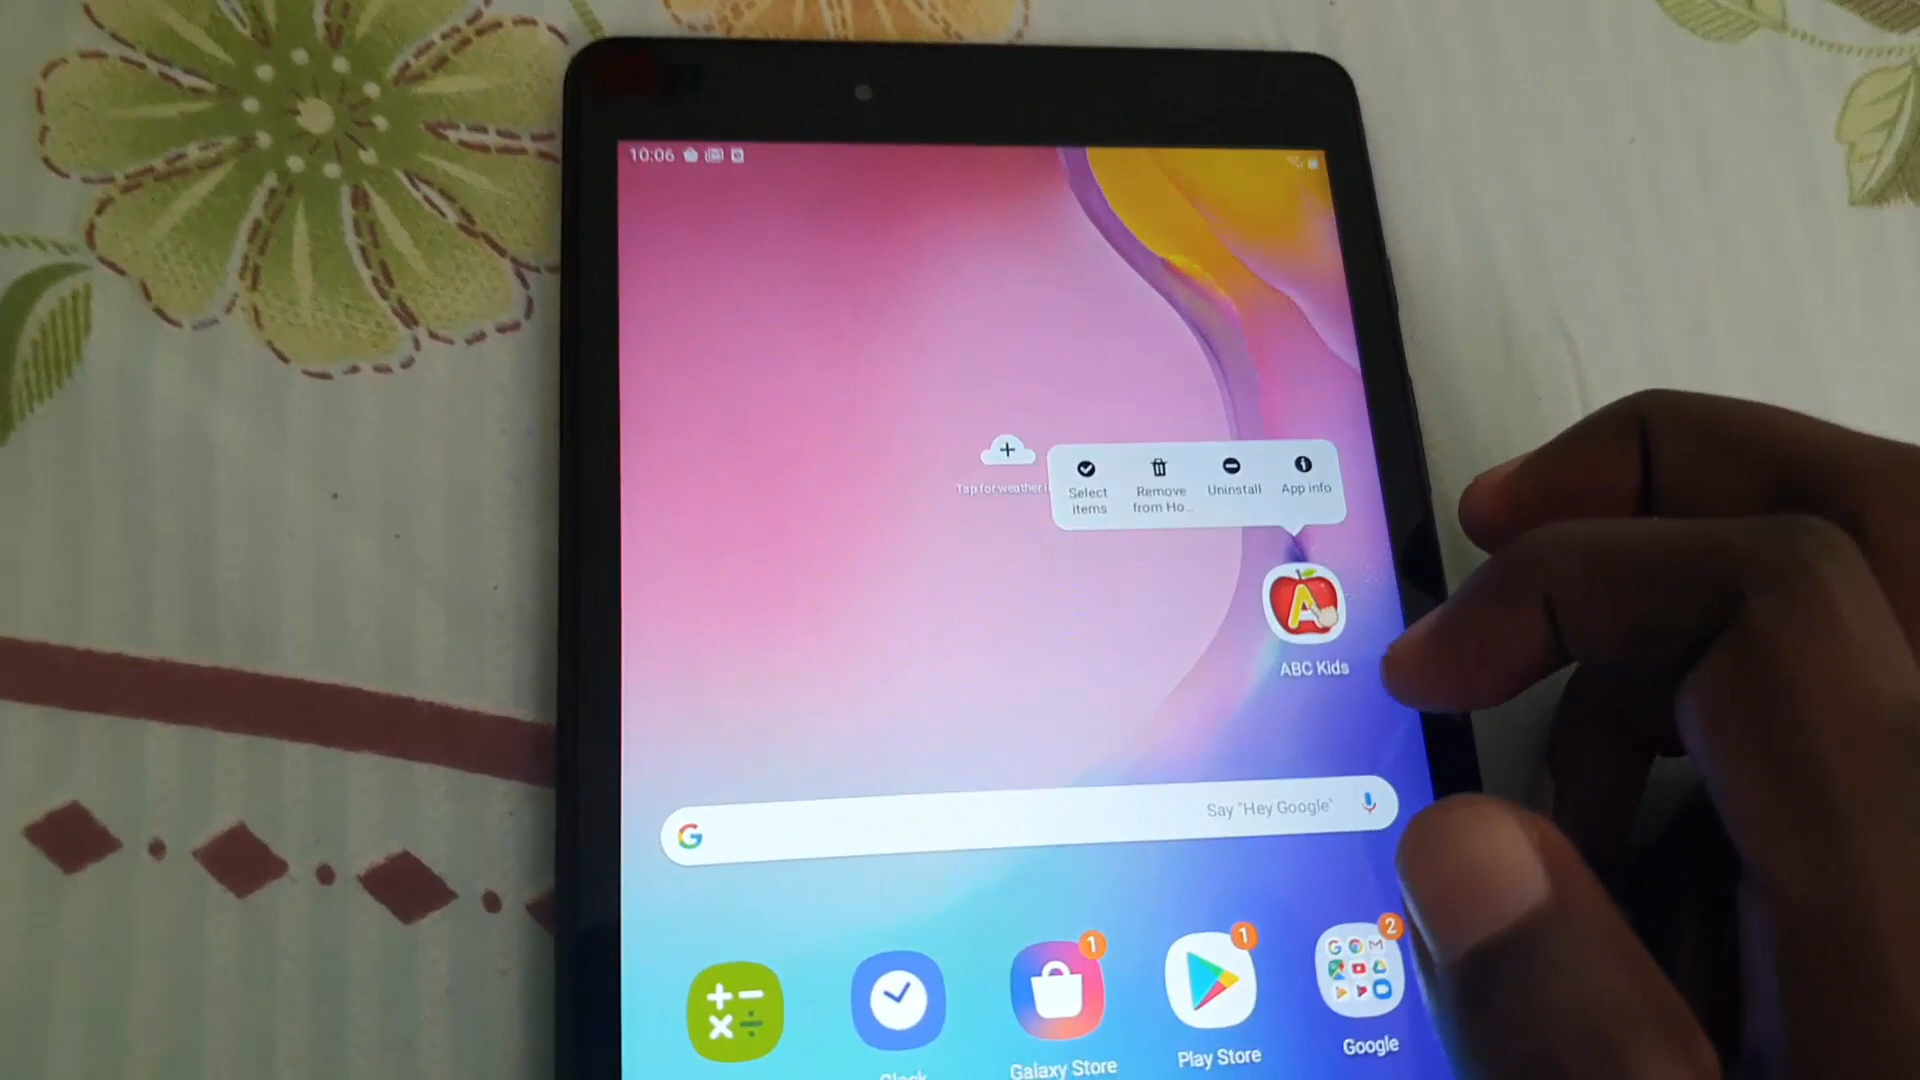 10:06
Tap for weather i
Select
items
Remove
from Ho...
Uninstall
App info
A
ABC Kids
G
Say "Hey Google"
1
1
2
Clock
Galaxy Store
Play Store
Google